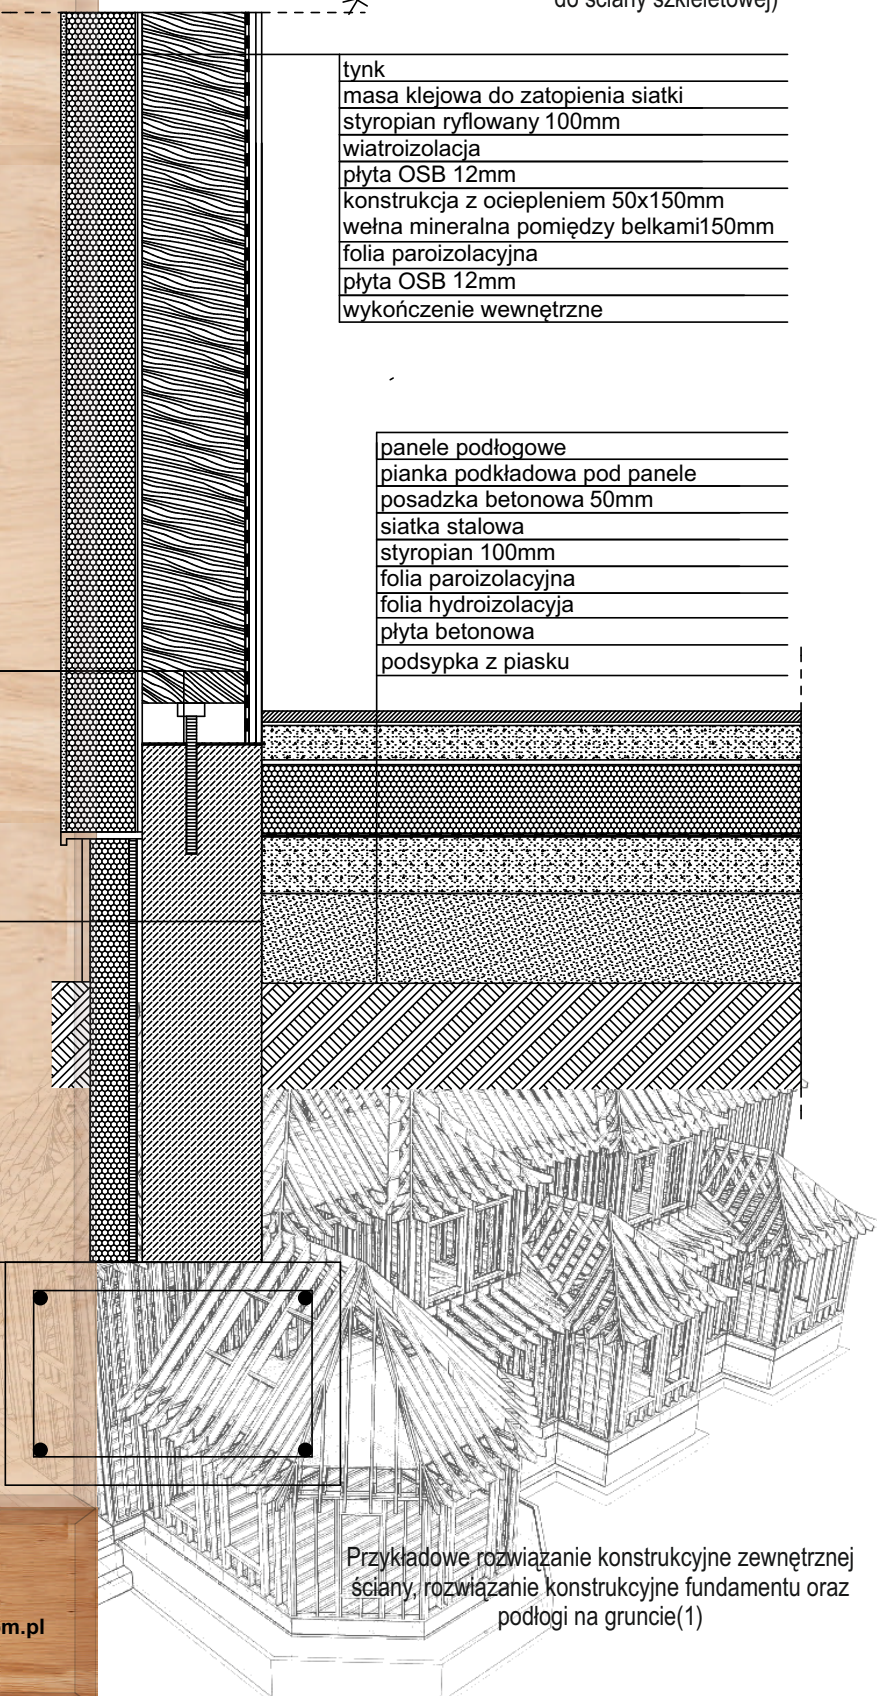 do ściany szkieletowej)
tynk
masa klejowa do zatopienia siatki
styropian ryflowany 100mm
wiatroizolacja
płyta OSB 12mm
konstrukcja z ociepleniem 50x150mm
wełna mineralna pomiędzy belkami150mm
folia paroizolacyjna
płyta OSB 12mm
wykończenie wewnętrzne
panele podłogowe
pianka podkładowa pod panele
posadzka betonowa 50mm
siatka stalowa
styropian 100mm
folia paroizolacyjna
folia hydroizolacyja
płyta betonowa
podsypka z piasku
Przykładowe rozwiązanie konstrukcyjne zewnętrznej
ściany, rozwiązanie konstrukcyjne fundamentu oraz
podłogi na gruncie(1)
m.pl